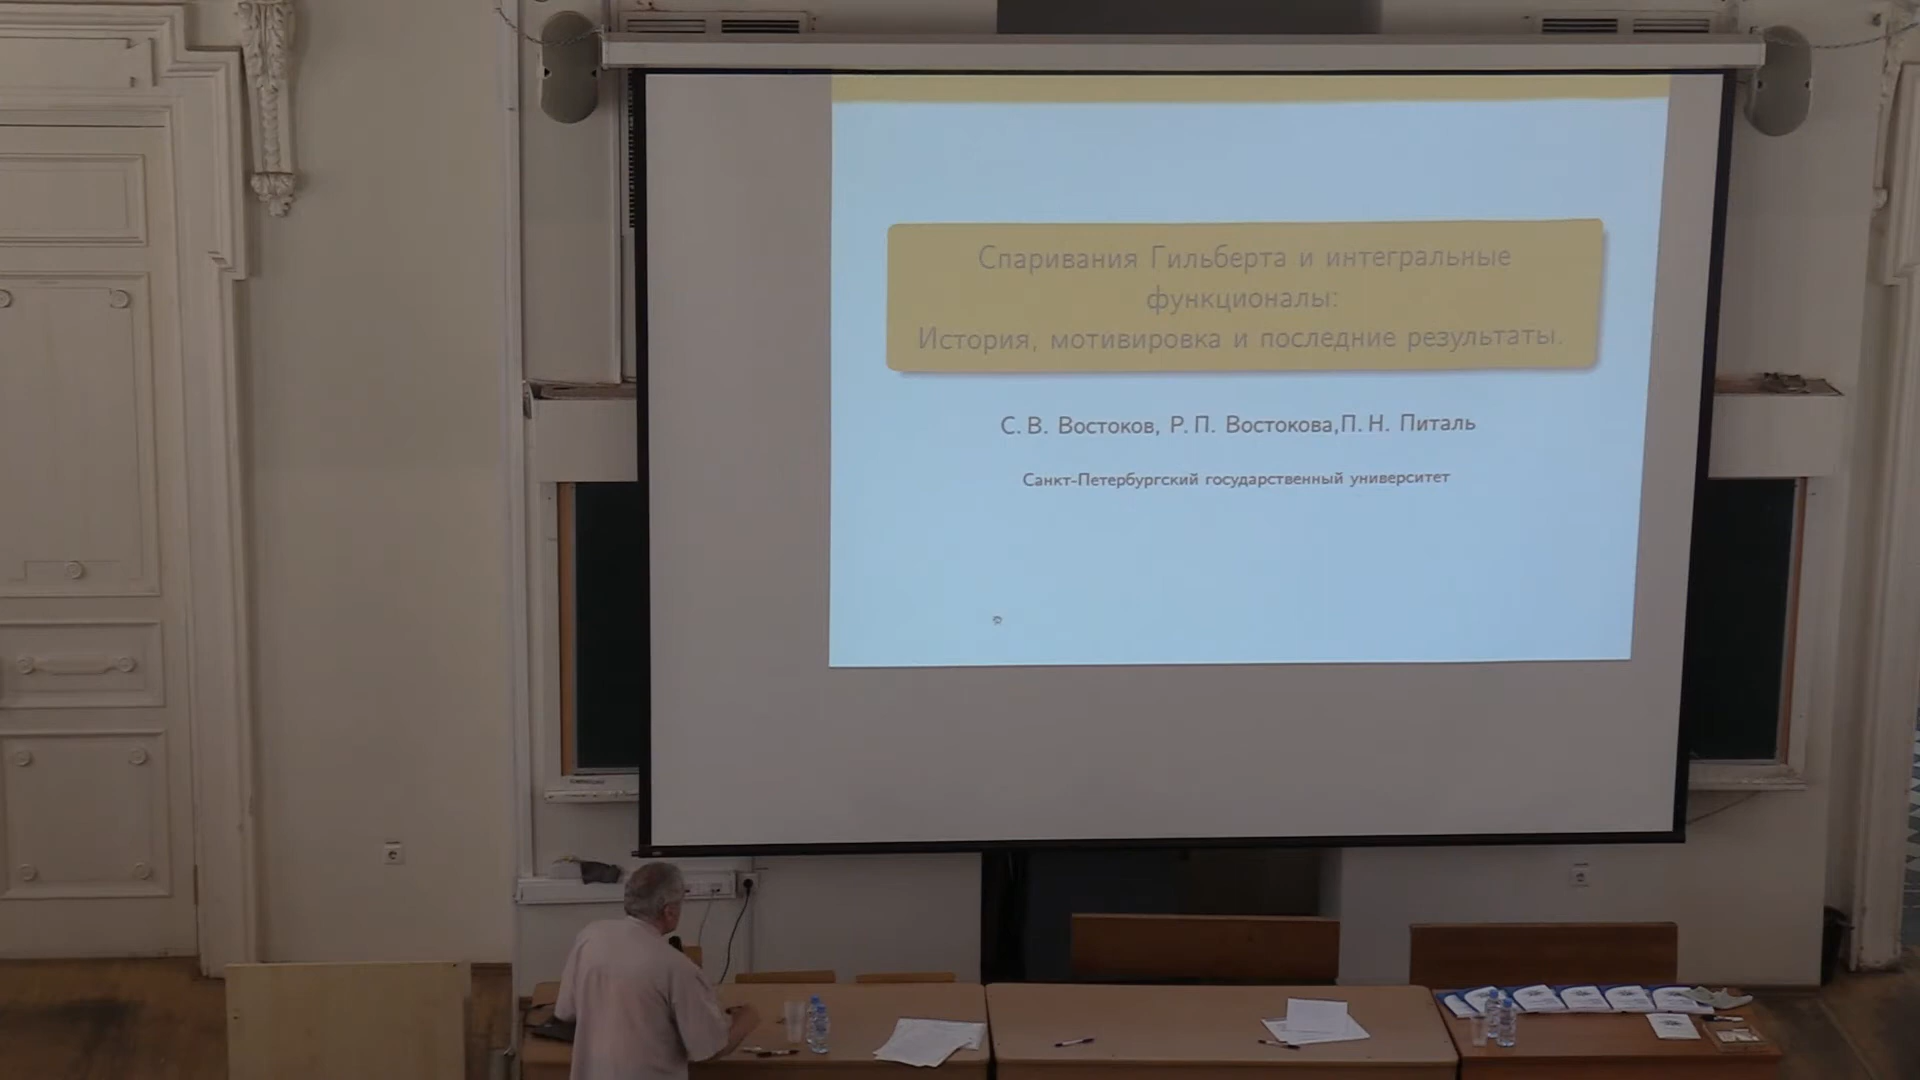 Спаривания Гильберта и интегральные
функционалы:
История, мотивировка и последние результаты.
С. В. Востоков, Р. П. Востокова,П. Н. Питаль
Санкт-Петербургский государственный университет